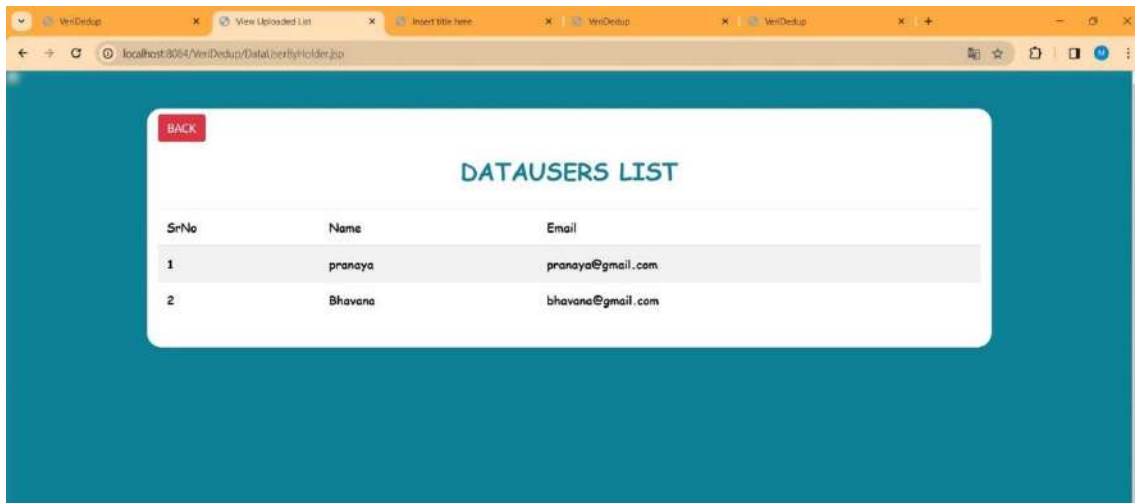 VeriDedup View Uploaded List Insert title here VeriDedup VeriDedup
localhost:8084/VeriDedup/DataUserByHolder.jsp
BACK
DATAUSERS LIST
SrNo Name Email
1 pranaya pranaya@gmail.com
2 Bhavana bhavana@gmail.com